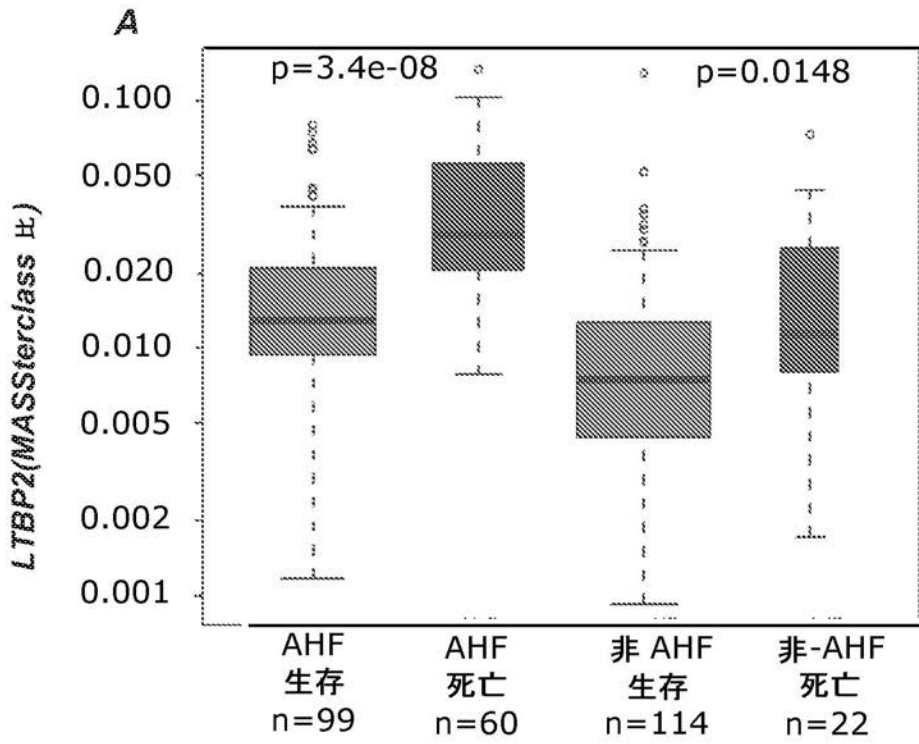 A
p=3.4e-08
p=0.0148
LTBP2(MASSterclass 比)
0.100
0.050
0.020
0.010
0.005
0.002
0.001
AHF
生存
n=99
AHF
死亡
n=60
非 AHF
生存
n=114
非-AHF
死亡
n=22